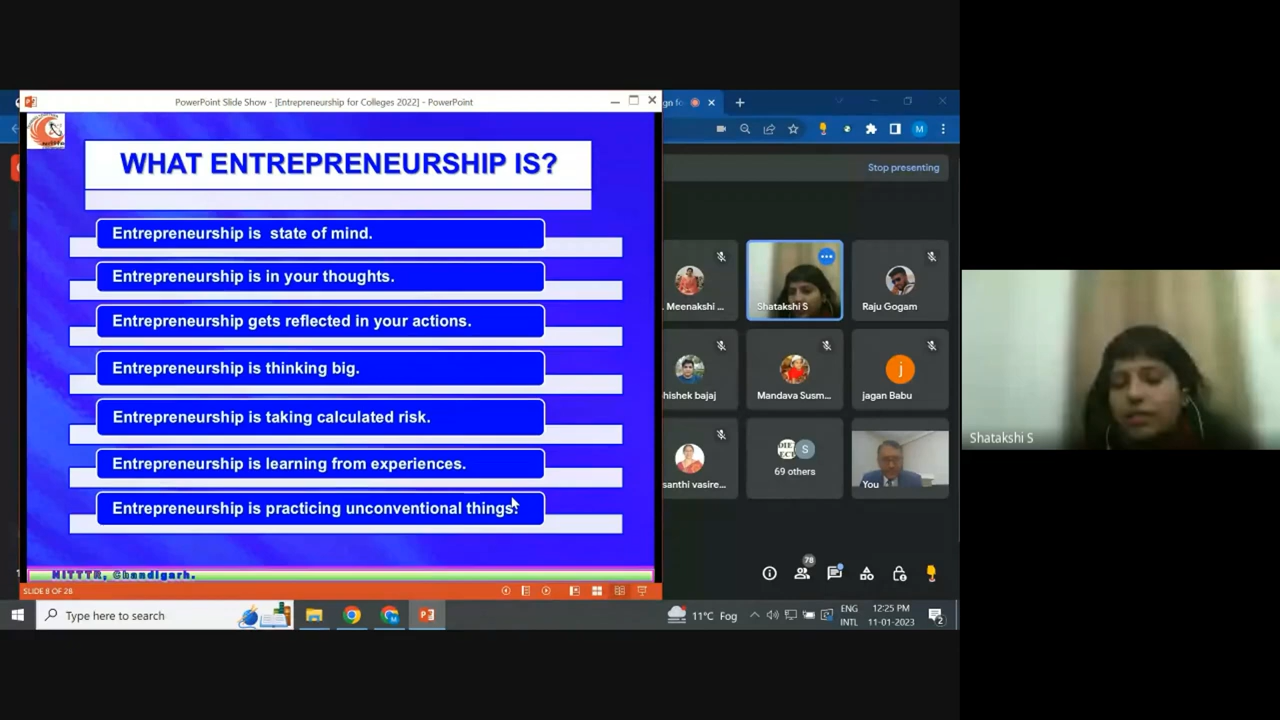 PowerPoint Slide Show - [Entrepreneurship for Colleges 2022] - PowerPoint
WHAT ENTREPRENEURSHIP IS?
Entrepreneurship is state of mind.
Entrepreneurship is in your thoughts.
Entrepreneurship gets reflected in your actions.
Entrepreneurship is thinking big.
Entrepreneurship is taking calculated risk.
Entrepreneurship is learning from experiences.
Entrepreneurship is practicing unconventional things.
NITTTR, Chandigarh.
SLIDE 8 OF 28
M
Stop presenting
Meenakshi ...
Shatakshi S
Raju Gogam
hishek bajaj
Mandava Susm...
j
jagan Babu
santhi vasire...
S
69 others
You
78
Type here to search
11°C Fog
ENG
INTL
12:25 PM
11-01-2023
2
Shatakshi S